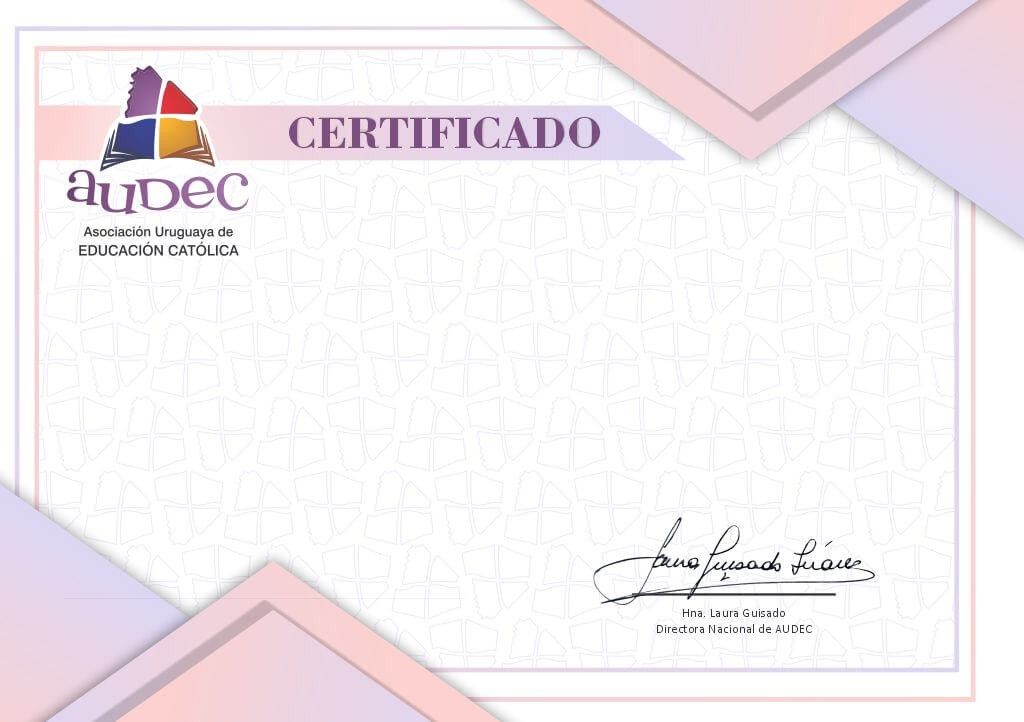 CERTIFICADO
auDec
Asociación Uruguaya de
EDUCACIÓN CATÓLICA
Laura Guisado Suárez
Hna. Laura Guisado
Directora Nacional de AUDEC